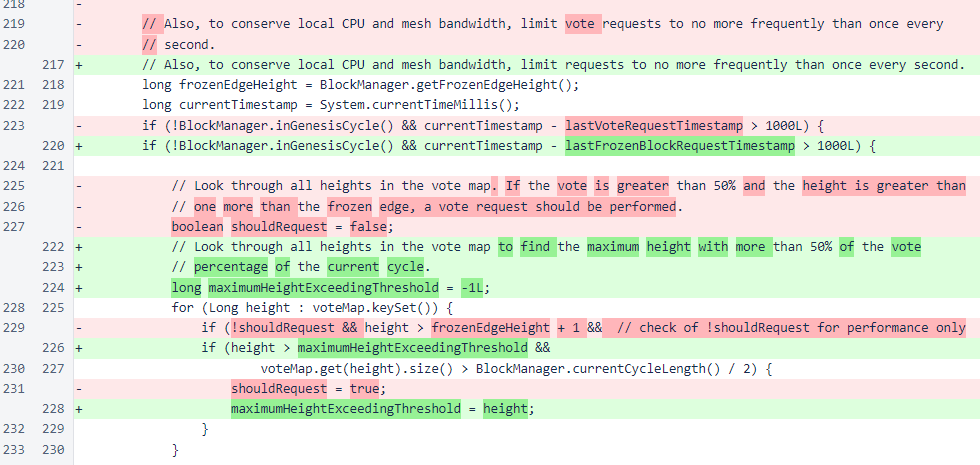 218 -
219 - // Also, to conserve local CPU and mesh bandwidth, limit vote requests to no more frequently than once every
220 - // second.
217 + // Also, to conserve local CPU and mesh bandwidth, limit requests to no more frequently than once every second.
221 218 long frozenEdgeHeight = BlockManager.getFrozenEdgeHeight();
222 219 long currentTimestamp = System.currentTimeMillis();
223 - if (!BlockManager.inGenesisCycle() && currentTimestamp - lastVoteRequestTimestamp > 1000L) {
220 + if (!BlockManager.inGenesisCycle() && currentTimestamp - lastFrozenBlockRequestTimestamp > 1000L) {
224 221
225 - // Look through all heights in the vote map. If the vote is greater than 50% and the height is greater than
226 - // one more than the frozen edge, a vote request should be performed.
227 - boolean shouldRequest = false;
222 + // Look through all heights in the vote map to find the maximum height with more than 50% of the vote
223 + // percentage of the current cycle.
224 + long maximumHeightExceedingThreshold = -1L;
228 225 for (Long height : voteMap.keySet()) {
229 - if (!shouldRequest && height > frozenEdgeHeight + 1 && // check of !shouldRequest for performance only
226 + if (height > maximumHeightExceedingThreshold &&
230 227 voteMap.get(height).size() > BlockManager.currentCycleLength() / 2) {
231 - shouldRequest = true;
228 + maximumHeightExceedingThreshold = height;
232 229 }
233 230 }